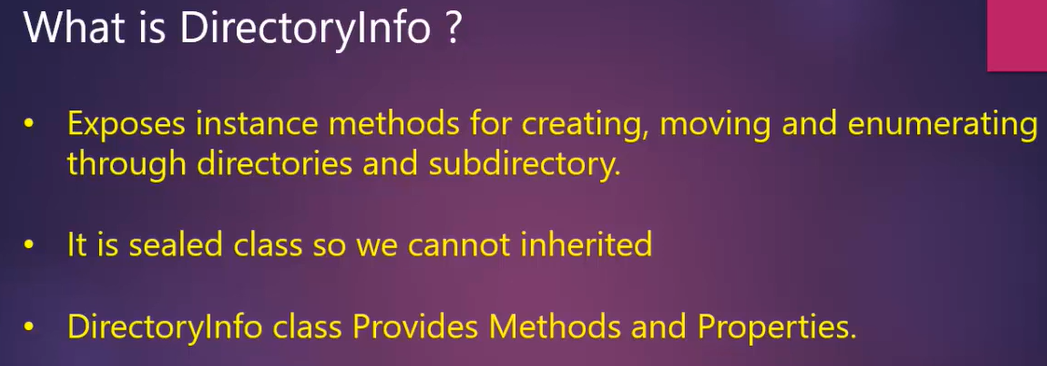 What is DirectoryInfo ?
• Exposes instance methods for creating, moving and enumerating
through directories and subdirectory.
• It is sealed class so we cannot inherited
• DirectoryInfo class Provides Methods and Properties.